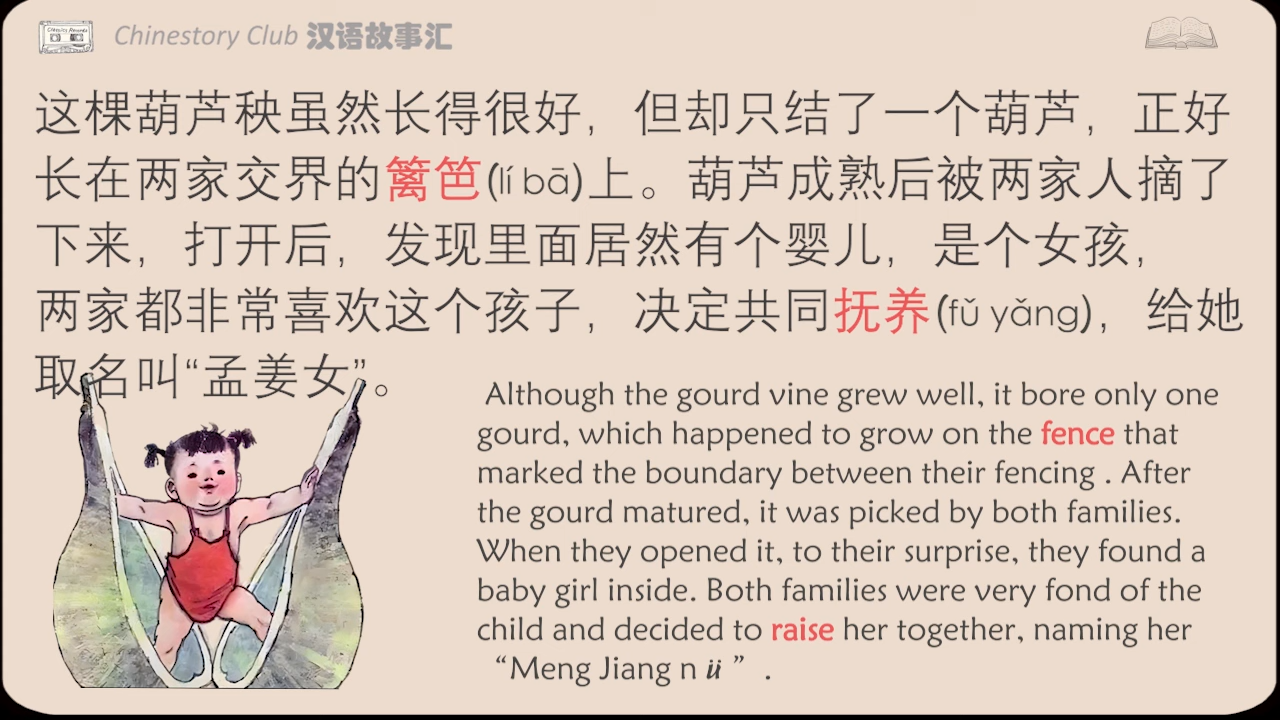 Chinestory Club 汉语故事汇
这棵葫芦秧虽然长得很好，但却只结了一个葫芦，正好
长在两家交界的篱笆(lí bā)上。葫芦成熟后被两家人摘了
下来，打开后，发现里面居然有个婴儿，是个女孩，
两家都非常喜欢这个孩子，决定共同抚养(fǔ yǎng)，给她
取名叫“孟姜女”。
Although the gourd vine grew well, it bore only one
gourd, which happened to grow on the fence that
marked the boundary between their fencing . After
the gourd matured, it was picked by both families.
When they opened it, to their surprise, they found a
baby girl inside. Both families were very fond of the
child and decided to raise her together, naming her
“Meng Jiang n ü ” .